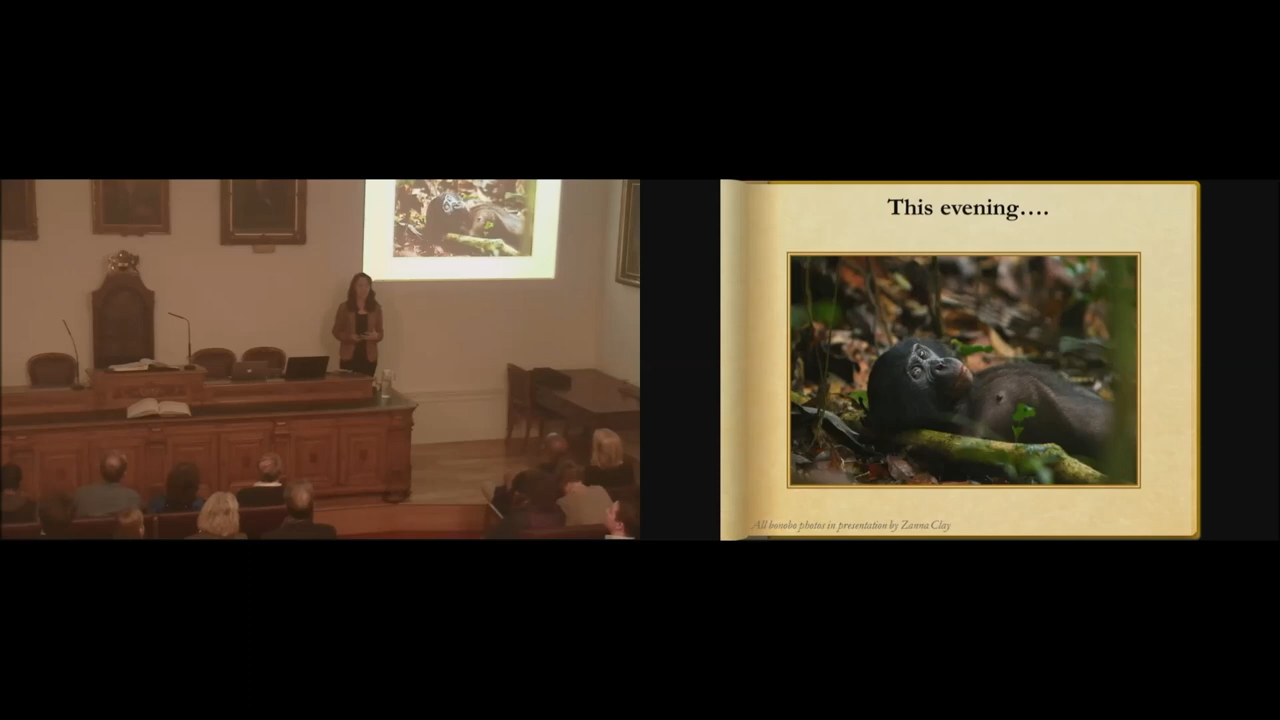 This evening….
All bonobo photos in presentation by Zanna Clay